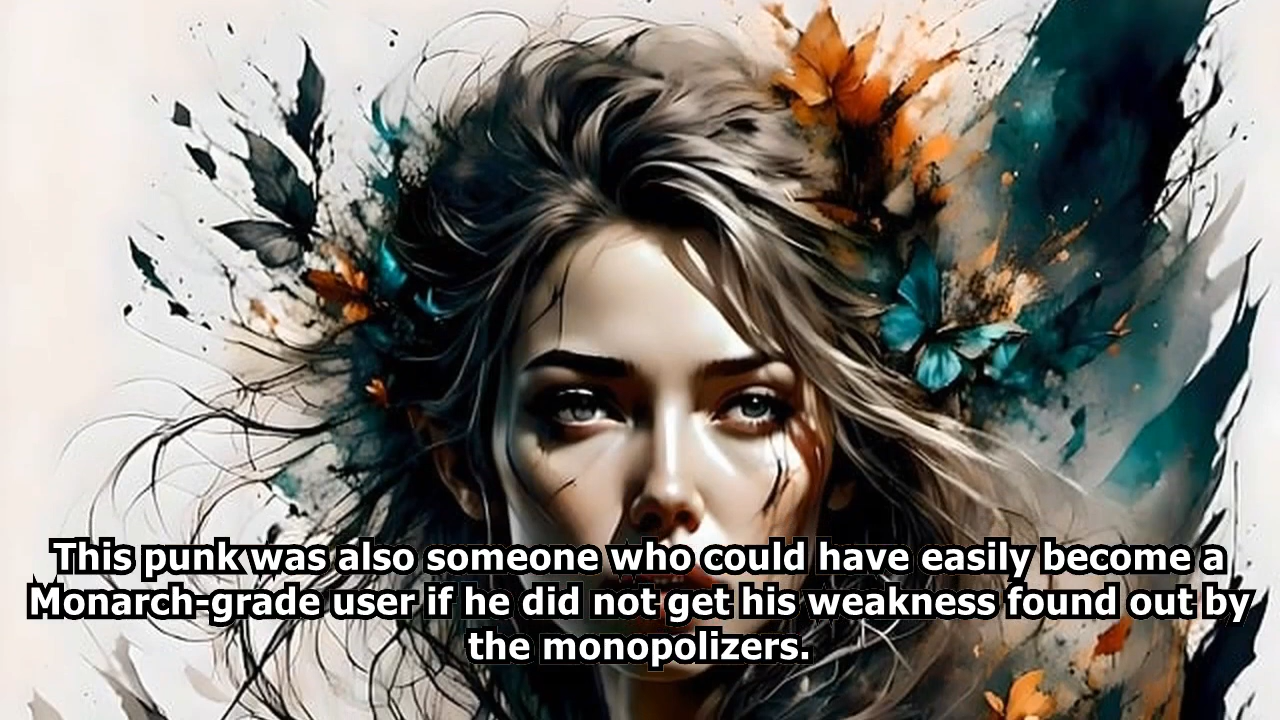 This punk was also someone who could have easily become a
Monarch-grade user if he did not get his weakness found out by
the monopolizers.